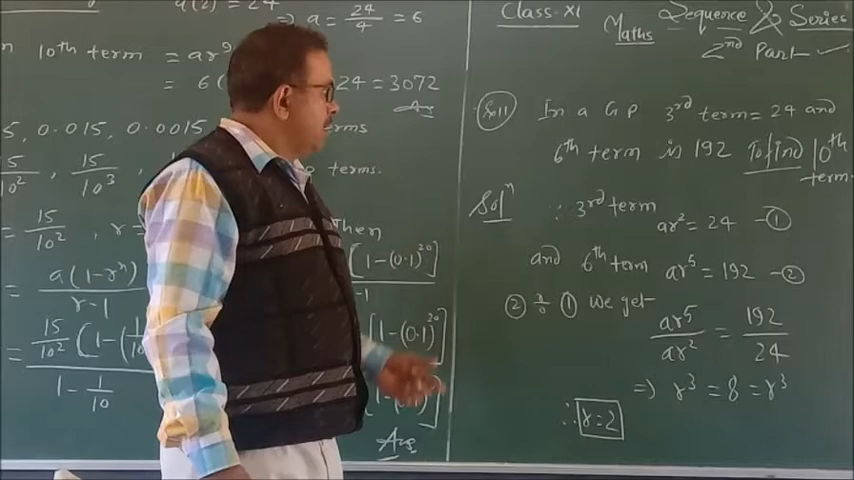 a(2) = 24
=> a = 24/4 = 6
10th term = ar⁹
= 6( 24 = 3072
Ans
5, 0.015, 0.00015 rms
15/10², 15/10³, terms.
= 15/10² , r = Then
= a(1-rⁿ)/r-1 [1-(0.1)²⁰]
= 15/10² (1-(1/ [1-(0.1)²⁰]
1 - 1/10
Ans
Class-XI Maths Sequence & Series
2nd Part
In a GP 3rd term = 24 and
6th term is 192 To find 10th
term.
Solⁿ ∵ 3rd term
ar² = 24 -①
and 6th term ar⁵ = 192 -②
② ÷ ① we get
ar⁵/ar² = 192/24
=> r³ = 8 = r³
∴ r = 2